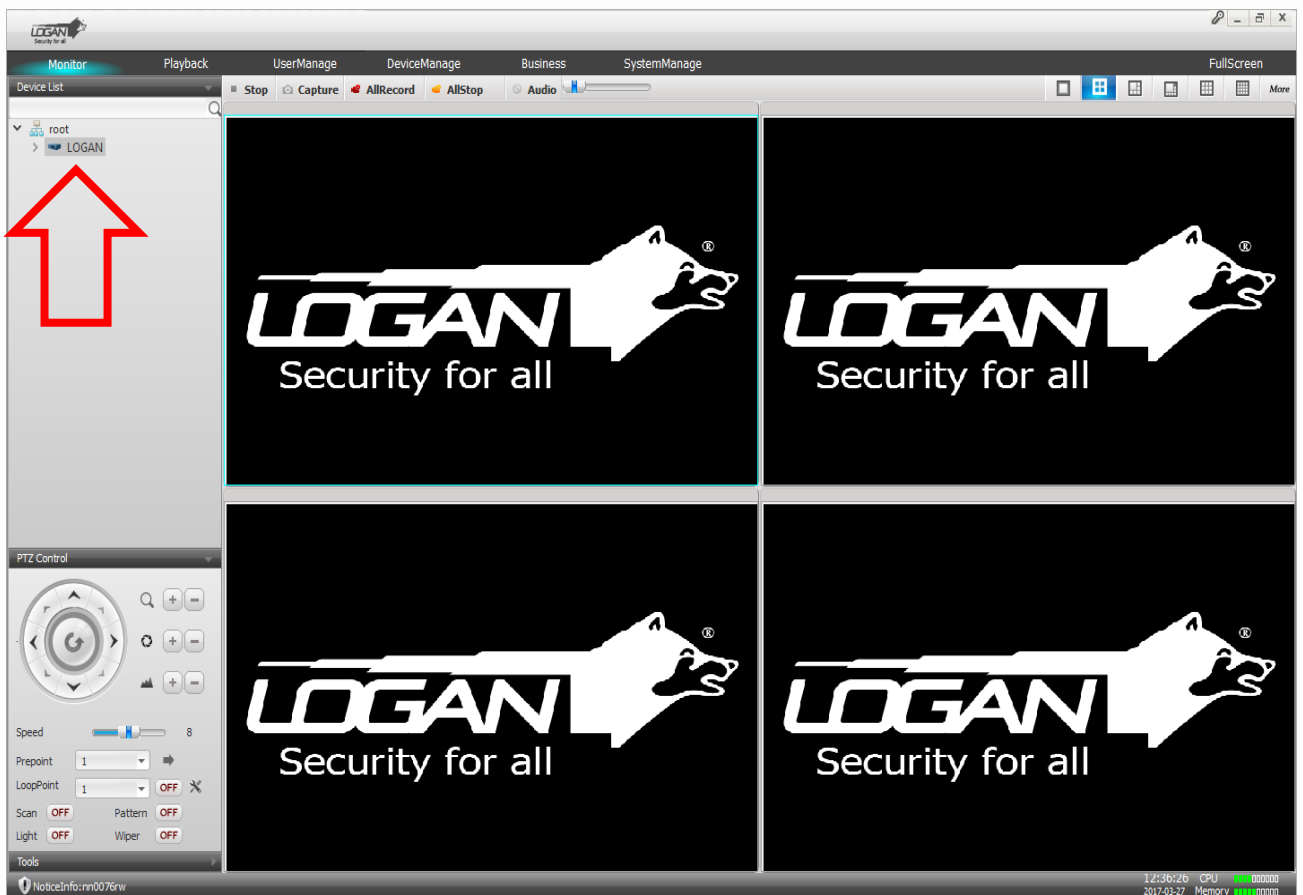 LOGAN
Security for all
Monitor Playback UserManage DeviceManage Business SystemManage FullScreen
Device List
Stop Capture AllRecord AllStop Audio More
root
LOGAN
LOGAN ®
Security for all
LOGAN ®
Security for all
LOGAN ®
Security for all
LOGAN ®
Security for all
PTZ Control
Speed 8
Prepoint 1
LoopPoint 1 OFF
Scan OFF Pattern OFF
Light OFF Wiper OFF
Tools
NoticeInfo:nn0076rw
12:36:26 CPU
2017-03-27 Memory